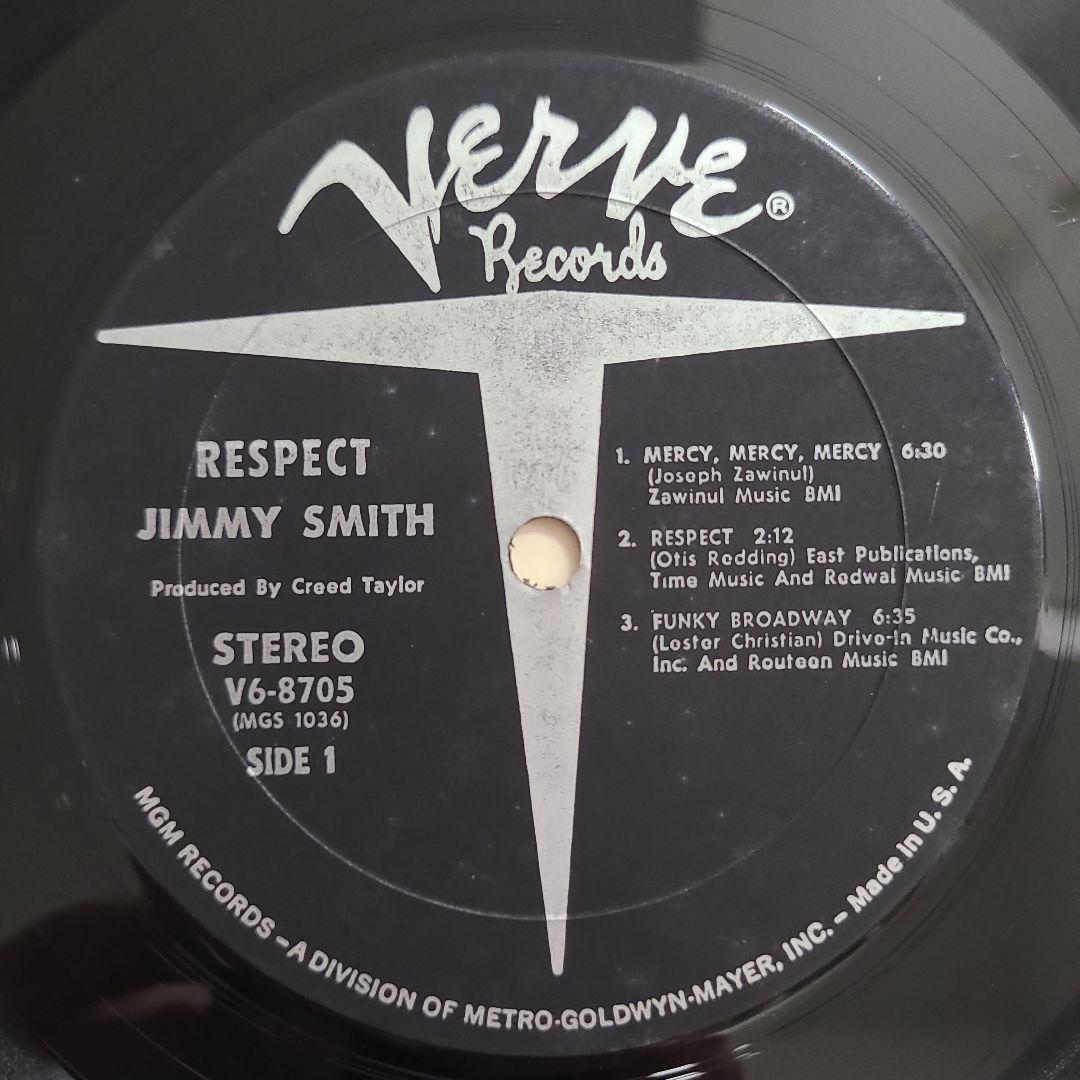 Verve ®
Records
RESPECT
JIMMY SMITH
Produced By Creed Taylor
STEREO
V6-8705
(MGS 1036)
SIDE 1
1. MERCY, MERCY, MERCY 6:30
(Joseph Zawinul)
Zawinul Music BMI
2. RESPECT 2:12
(Otis Redding) East Publications,
Time Music And Redwal Music BMI
3. FUNKY BROADWAY 6:35
(Lester Christian) Drive-In Music Co.,
Inc. And Routeen Music BMI
MGM RECORDS – A DIVISION OF METRO-GOLDWYN-MAYER, INC. – Made in U. S. A.